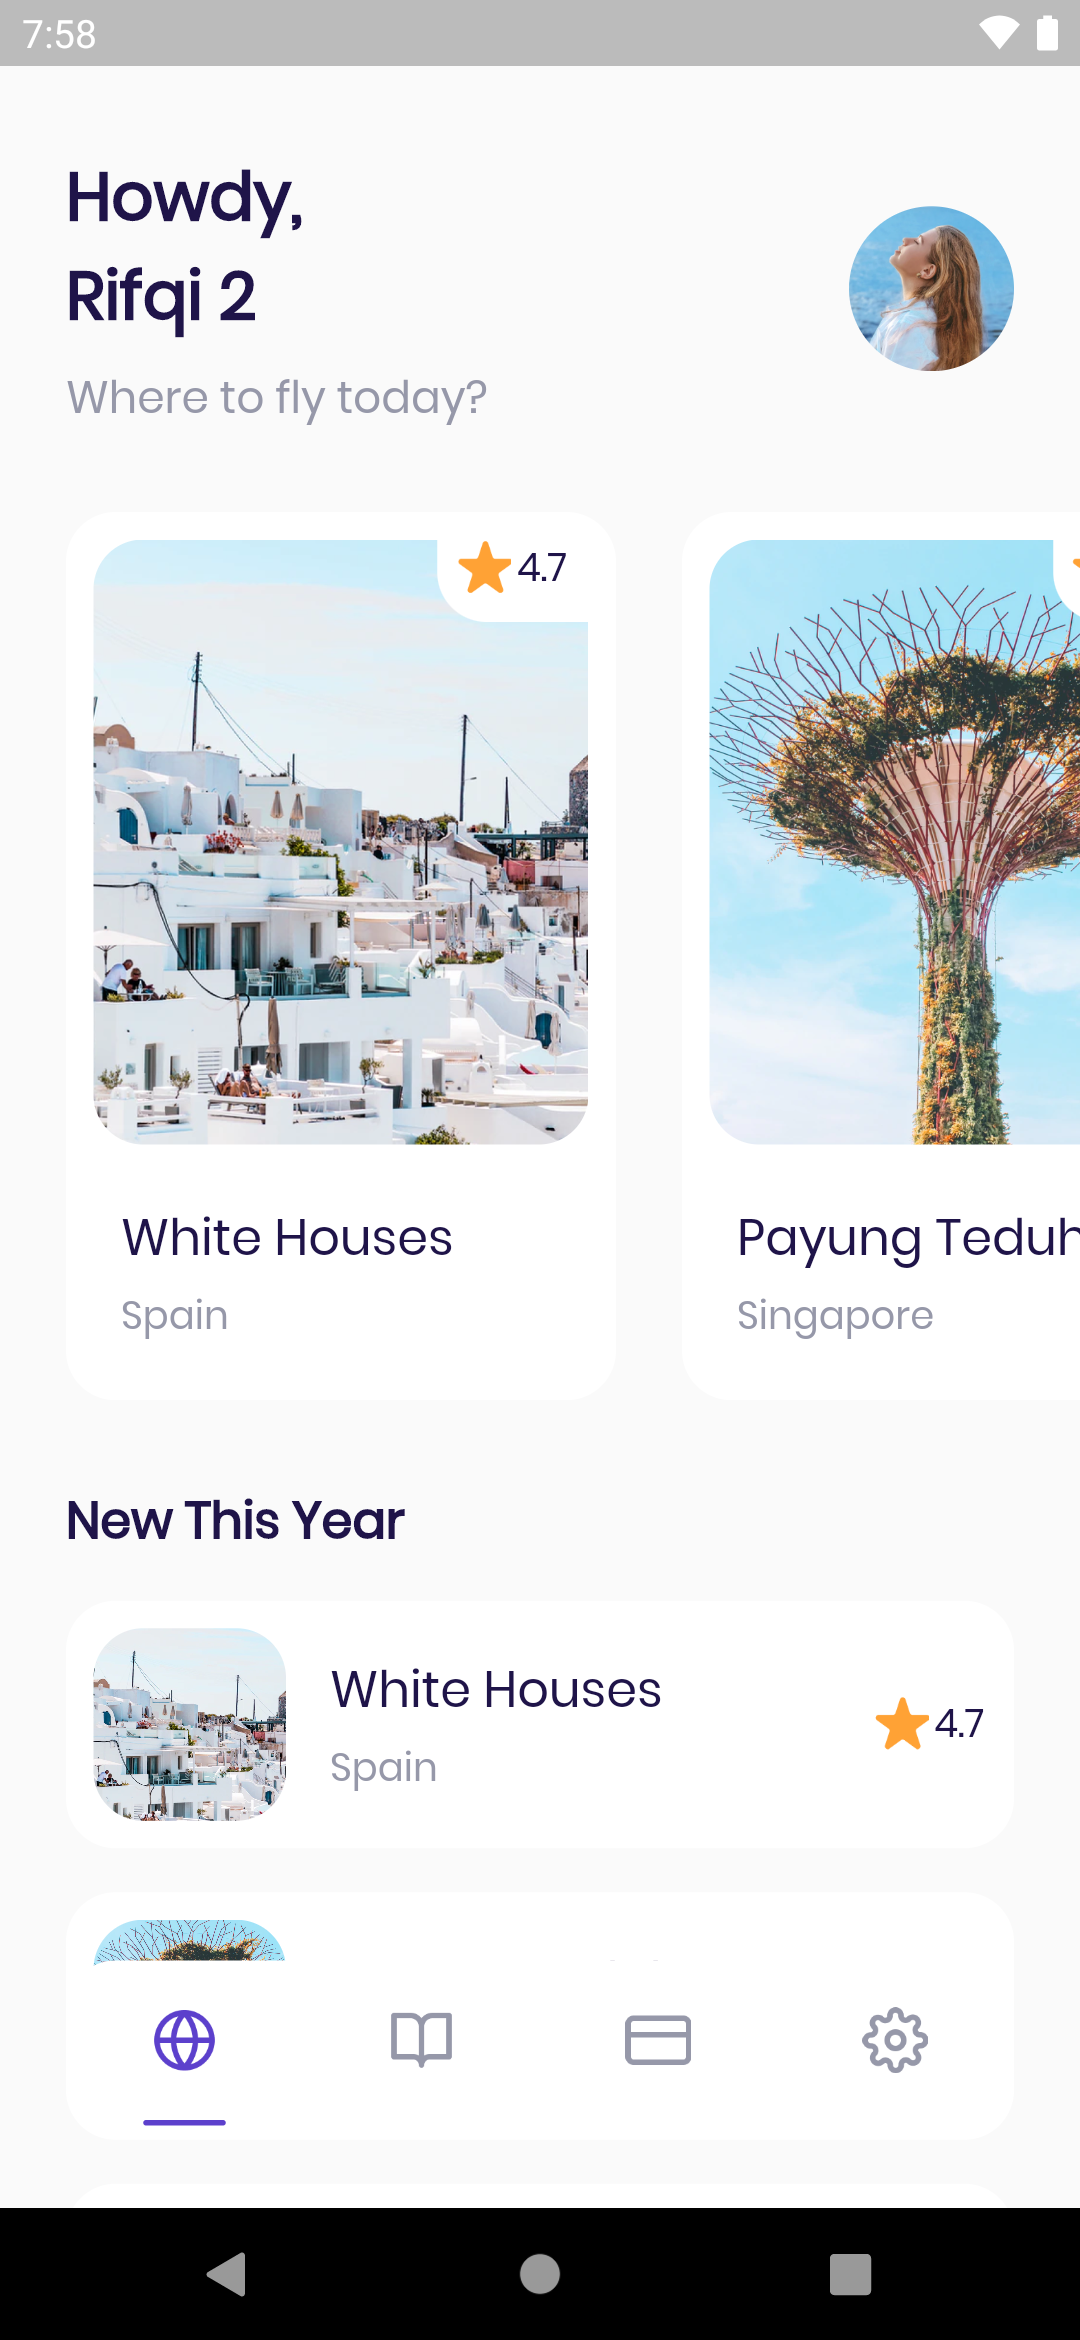 7:58
Howdy,
Rifqi 2
Where to fly today?
4.7
White Houses
Spain
Payung Teduh
Singapore
New This Year
White Houses
Spain
4.7